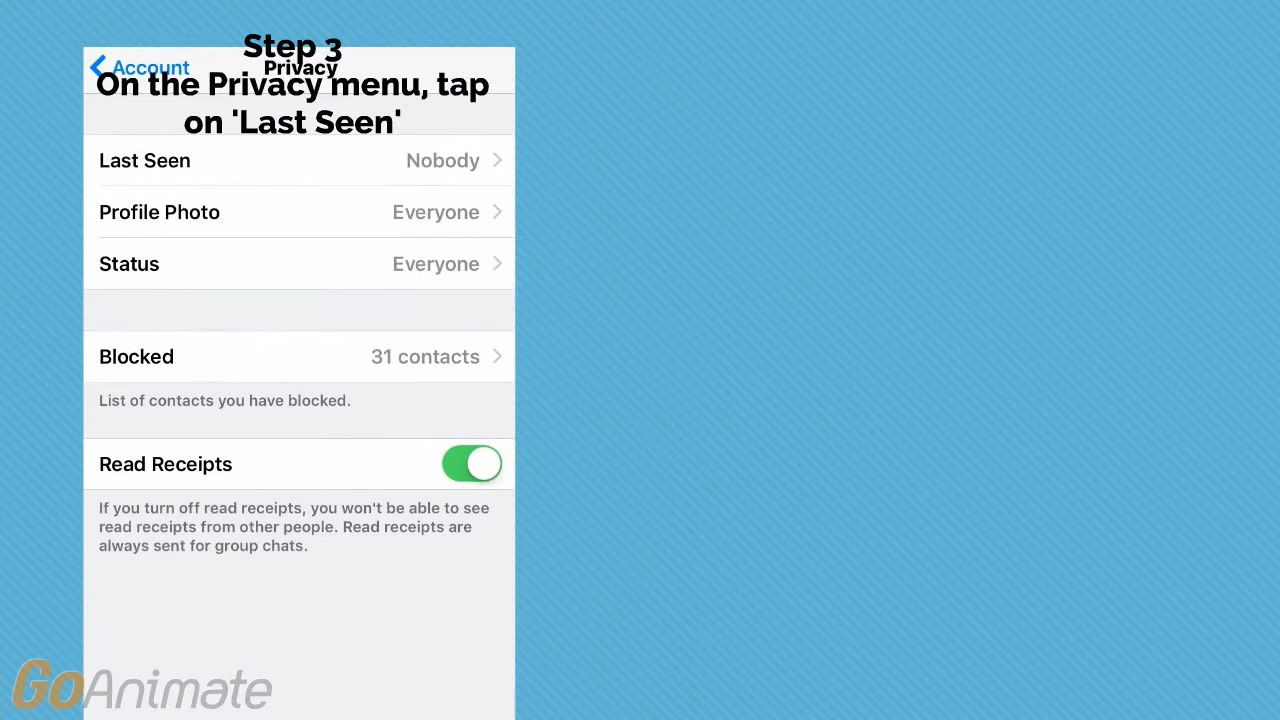 Step 3
Account
Privacy
On the Privacy menu, tap
on 'Last Seen'
Last Seen Nobody
Profile Photo Everyone
Status Everyone
Blocked 31 contacts
List of contacts you have blocked.
Read Receipts
If you turn off read receipts, you won't be able to see
read receipts from other people. Read receipts are
always sent for group chats.
GoAnimate